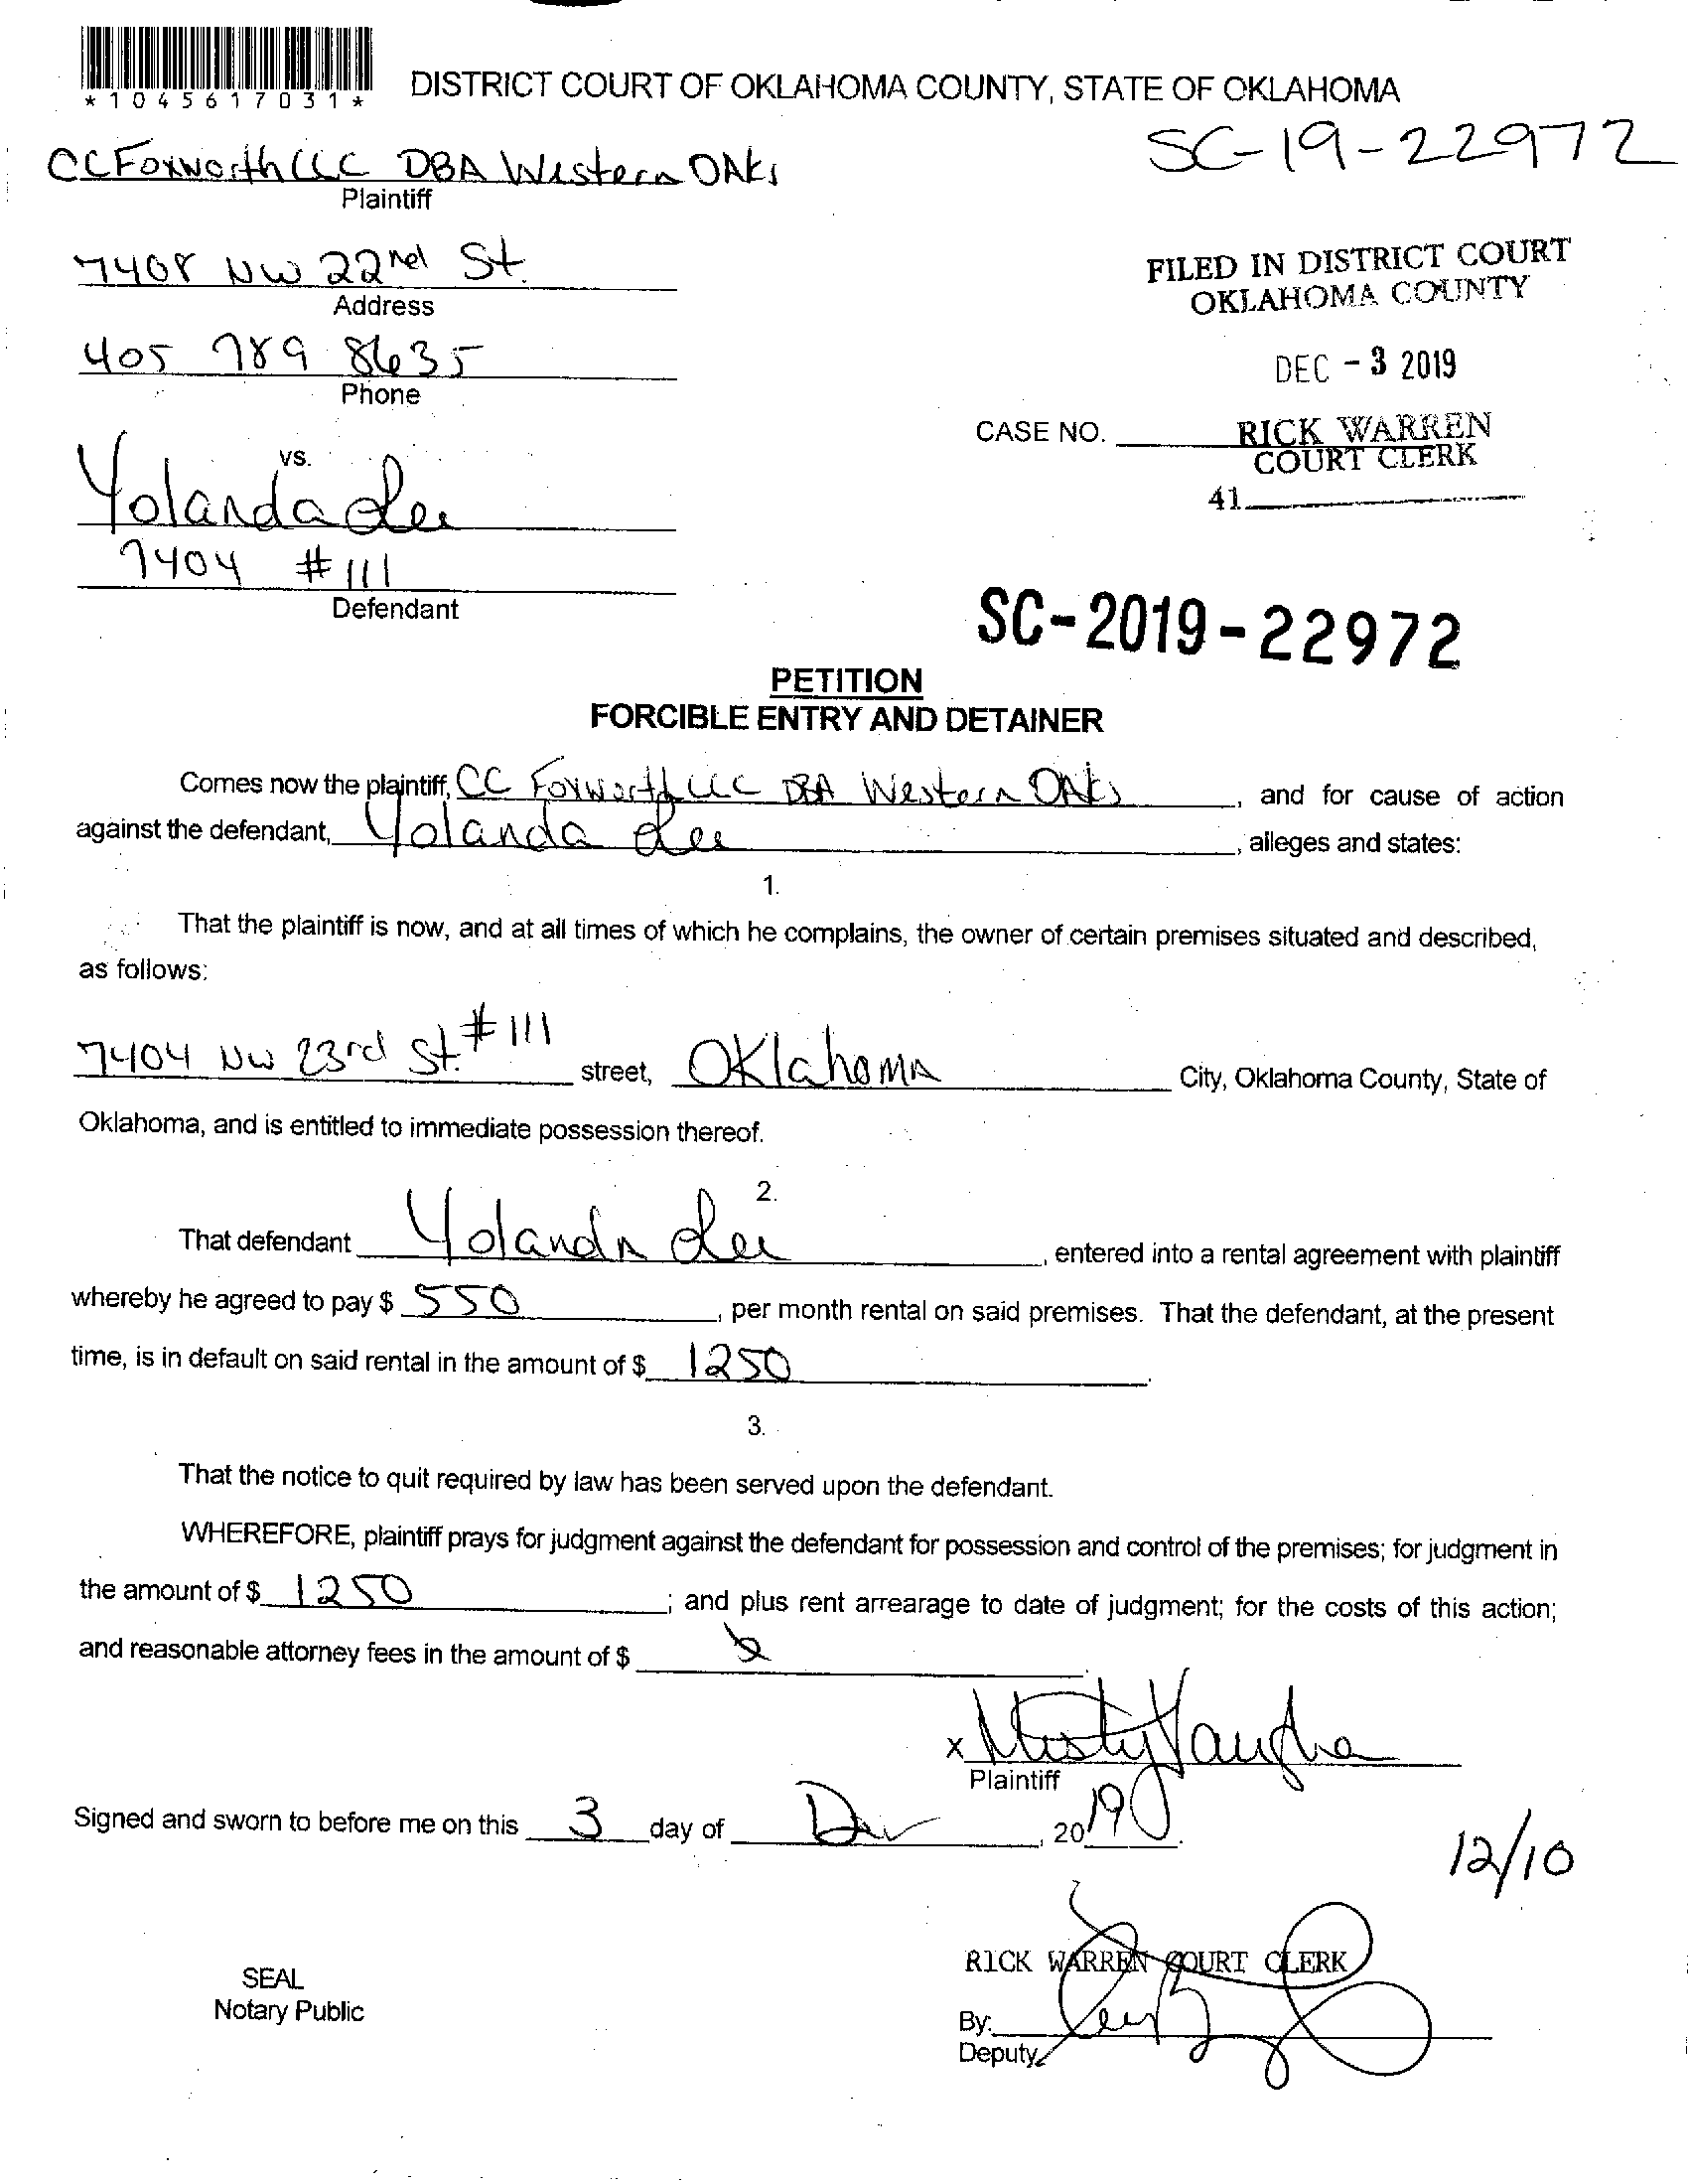 *1045617031*
DISTRICT COURT OF OKLAHOMA COUNTY, STATE OF OKLAHOMA
SC-19-22972
CC Foxworth LLC DBA Western OAks
Plaintiff
7408 NW 22nd St.
Address
FILED IN DISTRICT COURT
OKLAHOMA COUNTY
405 789 8635
Phone
DEC - 3 2019
CASE NO.
RICK WARREN
COURT CLERK
41
vs.
Yolanda Lee
7404 #111
Defendant
SC-2019-22972
PETITION
FORCIBLE ENTRY AND DETAINER
Comes now the plaintiff, CC Foxworth LLC DBA Western OAks, and for cause of action
against the defendant, Yolanda Lee, alleges and states:
1.
That the plaintiff is now, and at all times of which he complains, the owner of certain premises situated and described,
as follows:
7404 NW 23rd St. #111 street, OKlahomA City, Oklahoma County, State of
Oklahoma, and is entitled to immediate possession thereof.
2.
That defendant Yolanda Lee, entered into a rental agreement with plaintiff
whereby he agreed to pay $ 550, per month rental on said premises. That the defendant, at the present
time, is in default on said rental in the amount of $ 1250.
3.
That the notice to quit required by law has been served upon the defendant.
WHEREFORE, plaintiff prays for judgment against the defendant for possession and control of the premises; for judgment in
the amount of $ 1250; and plus rent arrearage to date of judgment; for the costs of this action;
and reasonable attorney fees in the amount of $
x Misty Vaughn
Plaintiff
Signed and sworn to before me on this 3 day of Dec, 2019.
12/10
RICK WARREN COURT CLERK
SEAL
Notary Public
By:
Deputy